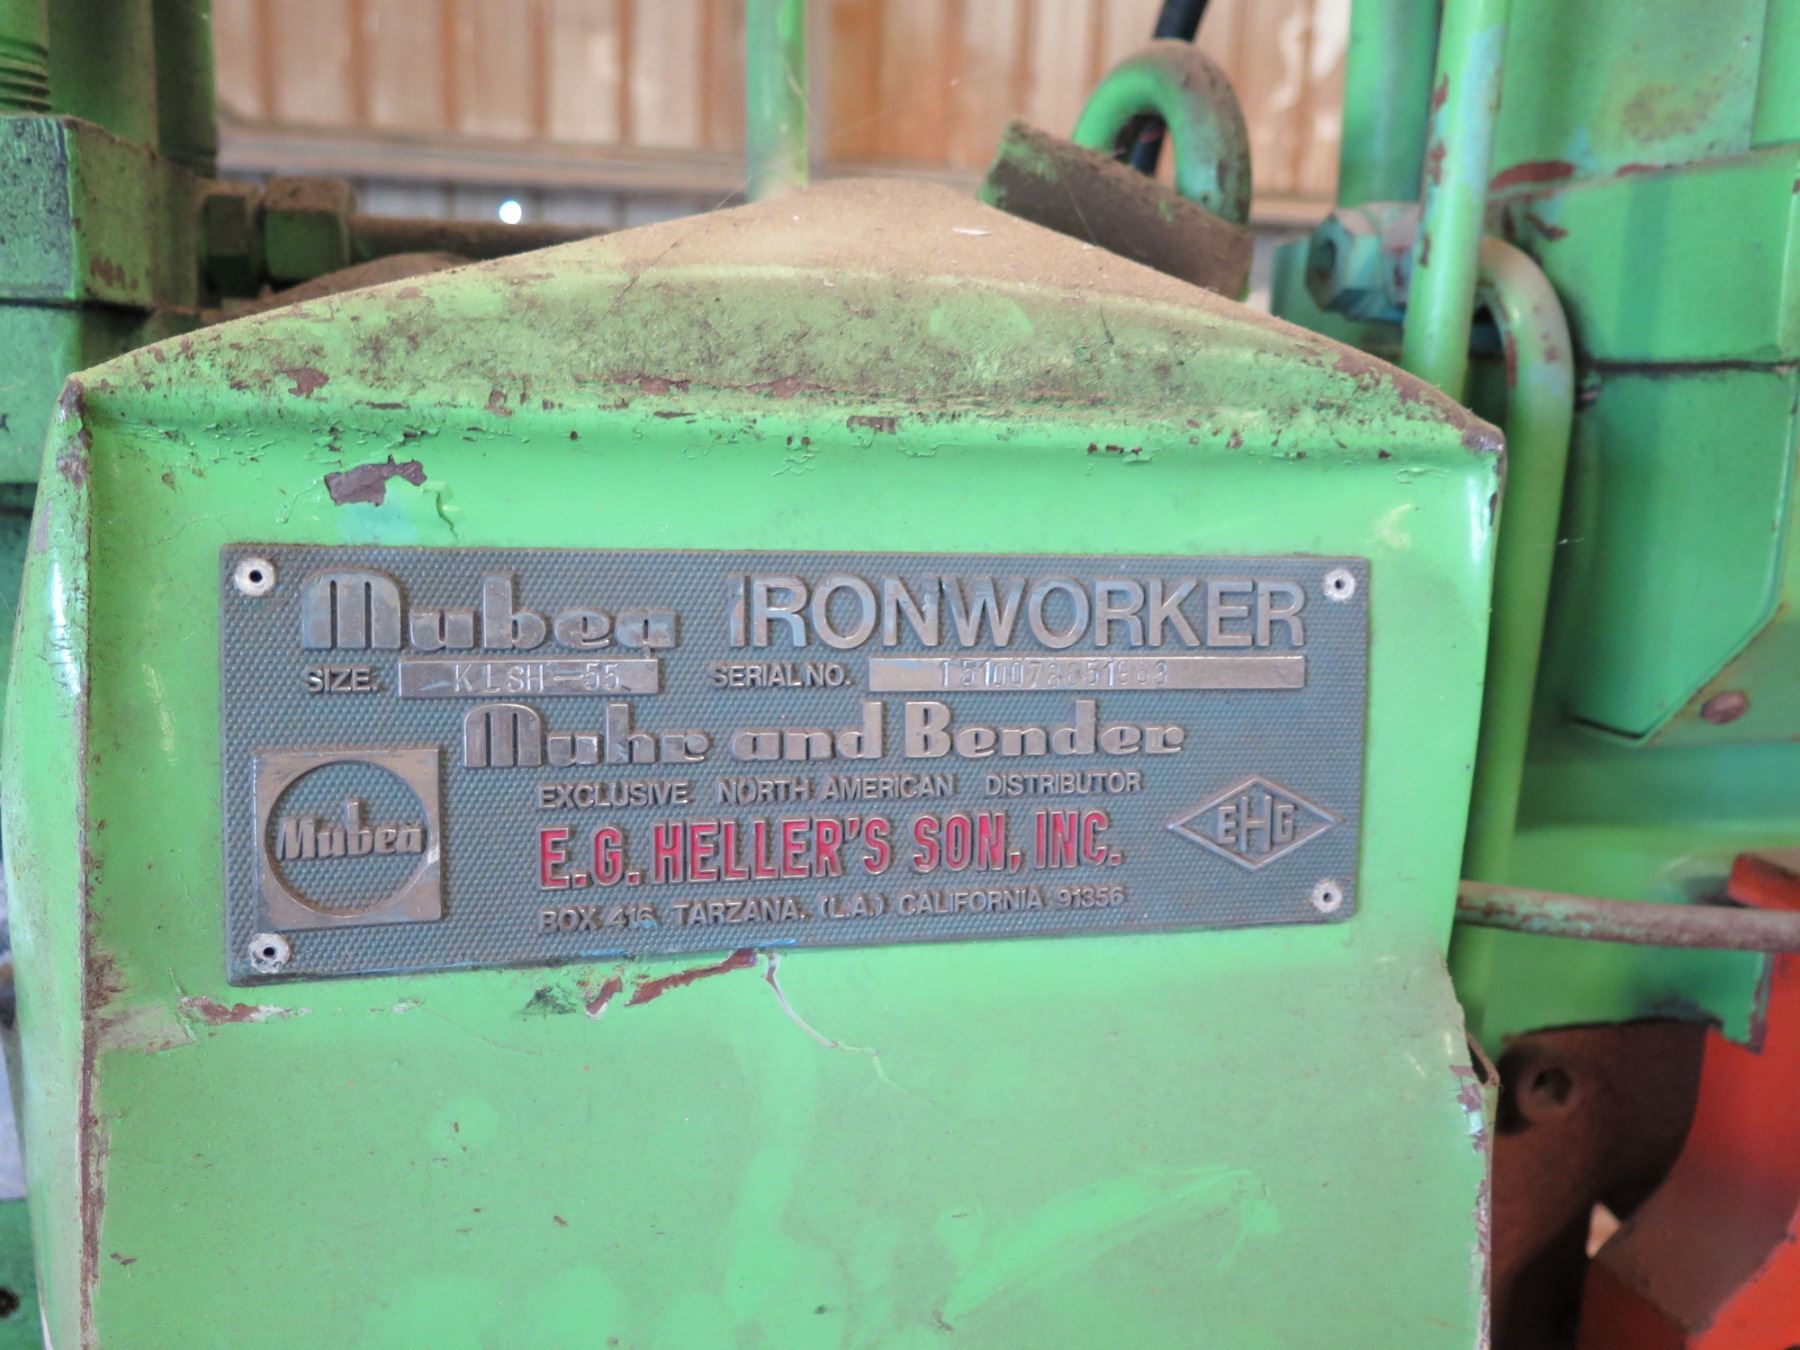 Mubea IRONWORKER
SIZE. KLSH-55 SERIAL NO.
Muhr and Bender
EXCLUSIVE NORTH AMERICAN DISTRIBUTOR
Mubea
E.G. HELLER'S SON, INC.
EHG
BOX 416, TARZANA, (L.A.) CALIFORNIA 91356